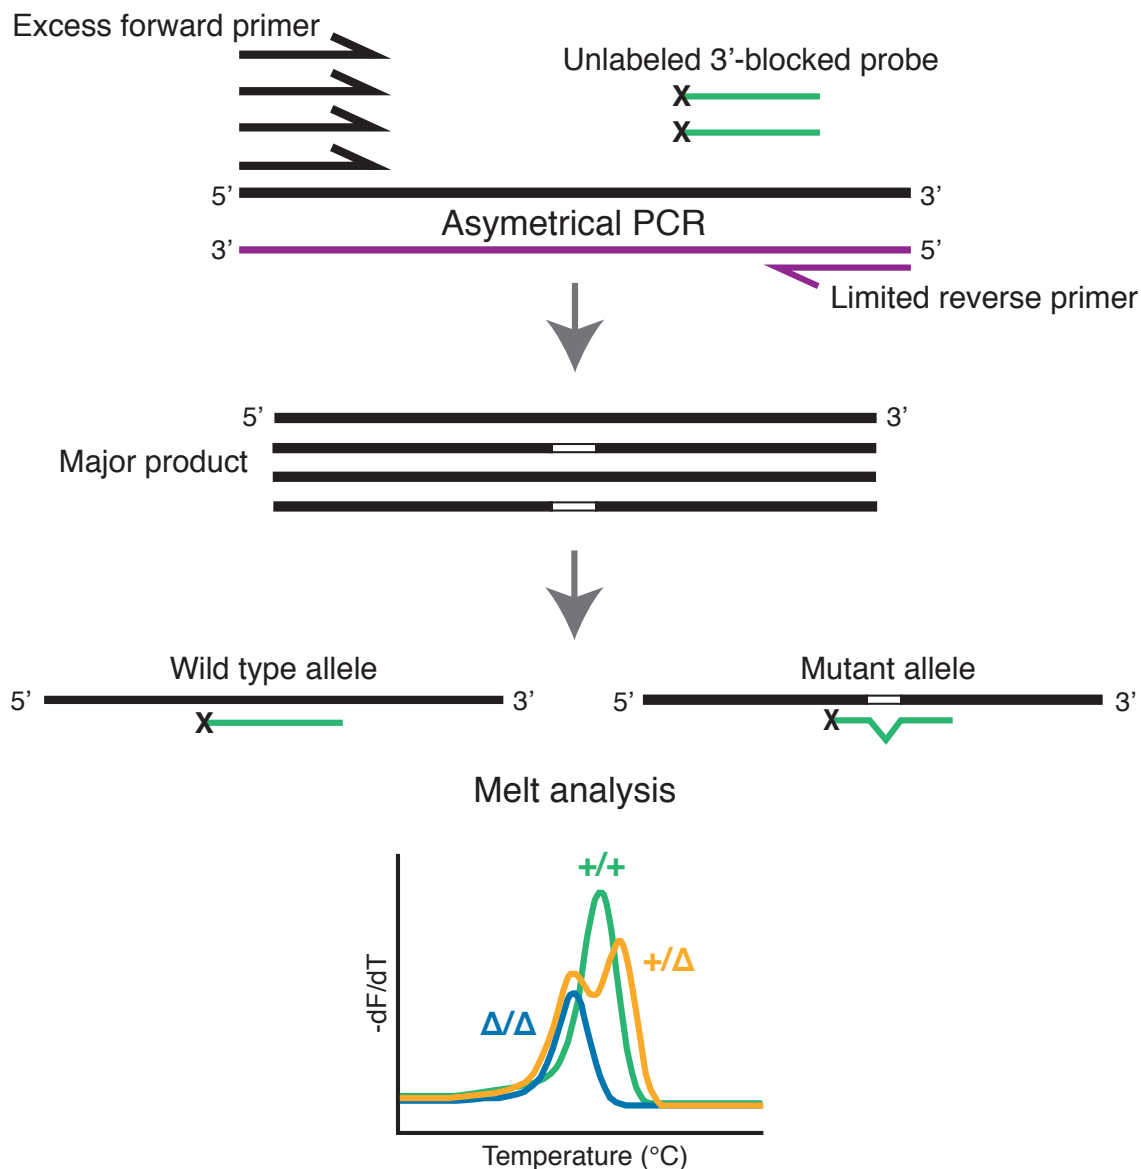 Excess forward primer
Unlabeled 3’-blocked probe
X
X
5’ 3’
Asymetrical PCR
3’ 5’
Limited reverse primer
5’ 3’
Major product
Wild type allele
5’ 3’
X
Mutant allele
5’ 3’
X
Melt analysis
+/+
+/Δ
Δ/Δ
-dF/dT
Temperature (°C)